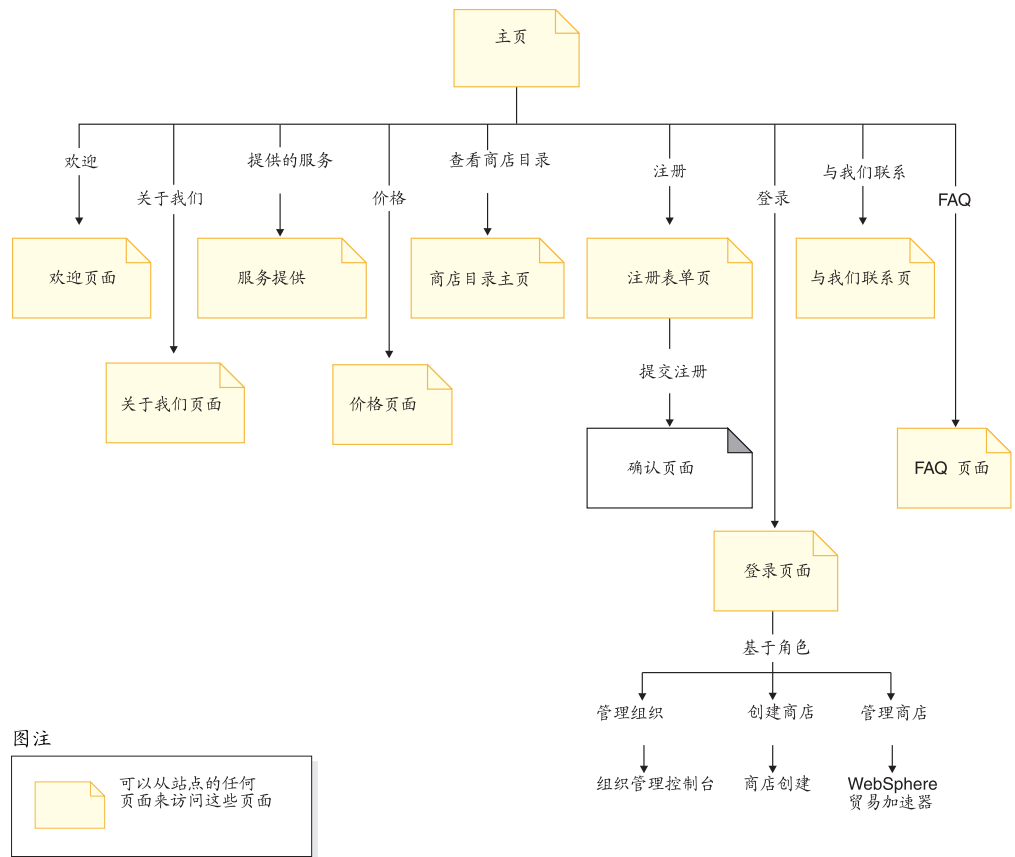 主页
欢迎
提供的服务
查看商店目录
注册
与我们联系
关于我们
价格
登录
FAQ
欢迎页面
服务提供
商店目录主页
注册表单页
与我们联系页
提交注册
关于我们页面
价格页面
确认页面
FAQ 页面
登录页面
基于角色
管理组织
创建商店
管理商店
组织管理控制台
商店创建
WebSphere
贸易加速器
图注
可以从站点的任何
页面来访问这些页面